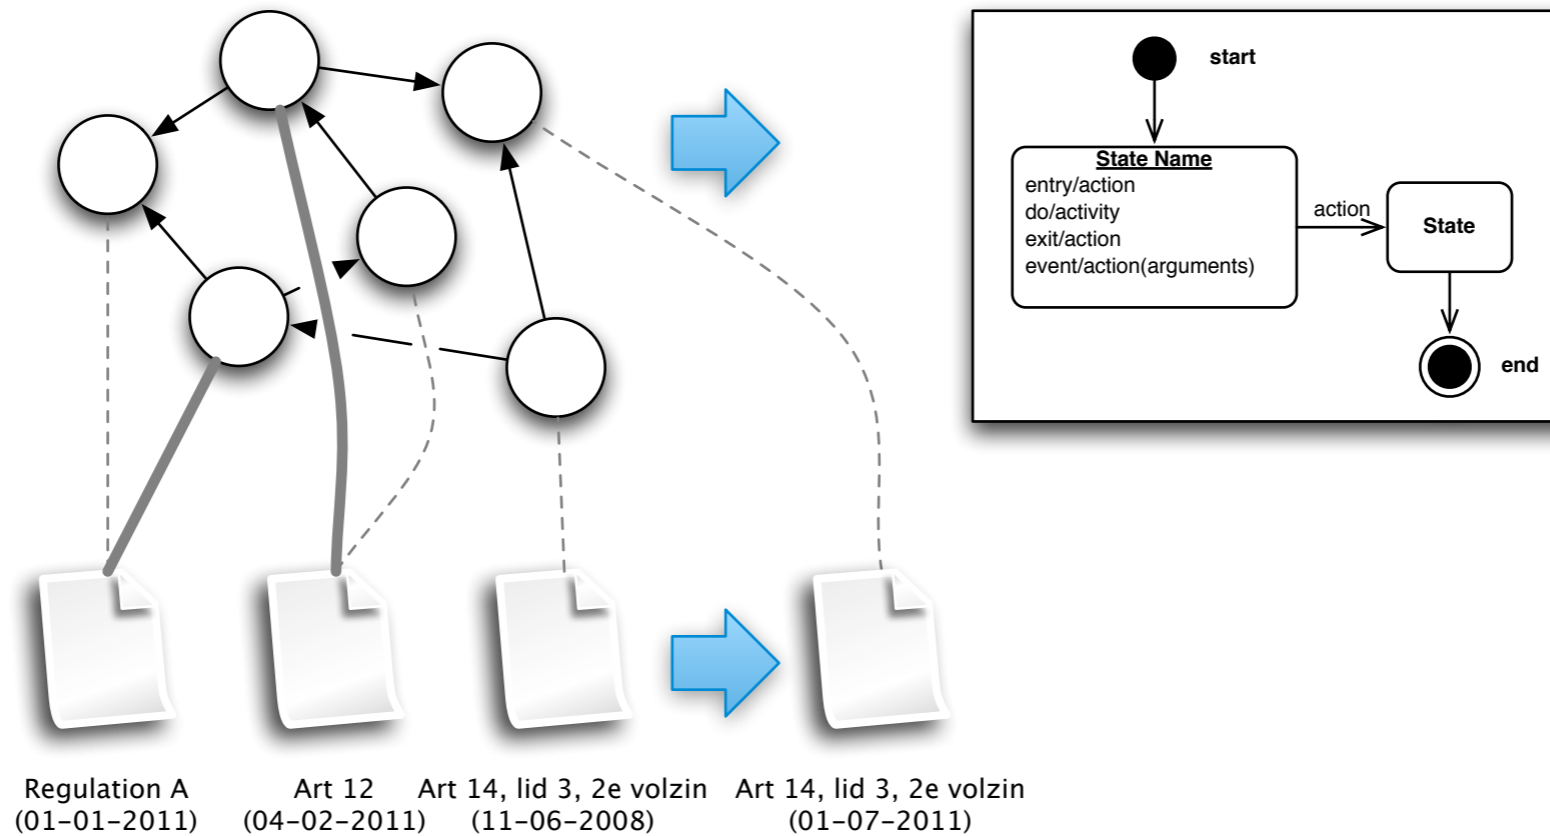 start
State Name
entry/action
do/activity
exit/action
event/action(arguments)
action
State
end
Regulation A
(01-01-2011)
Art 12
(04-02-2011)
Art 14, lid 3, 2e volzin
(11-06-2008)
Art 14, lid 3, 2e volzin
(01-07-2011)